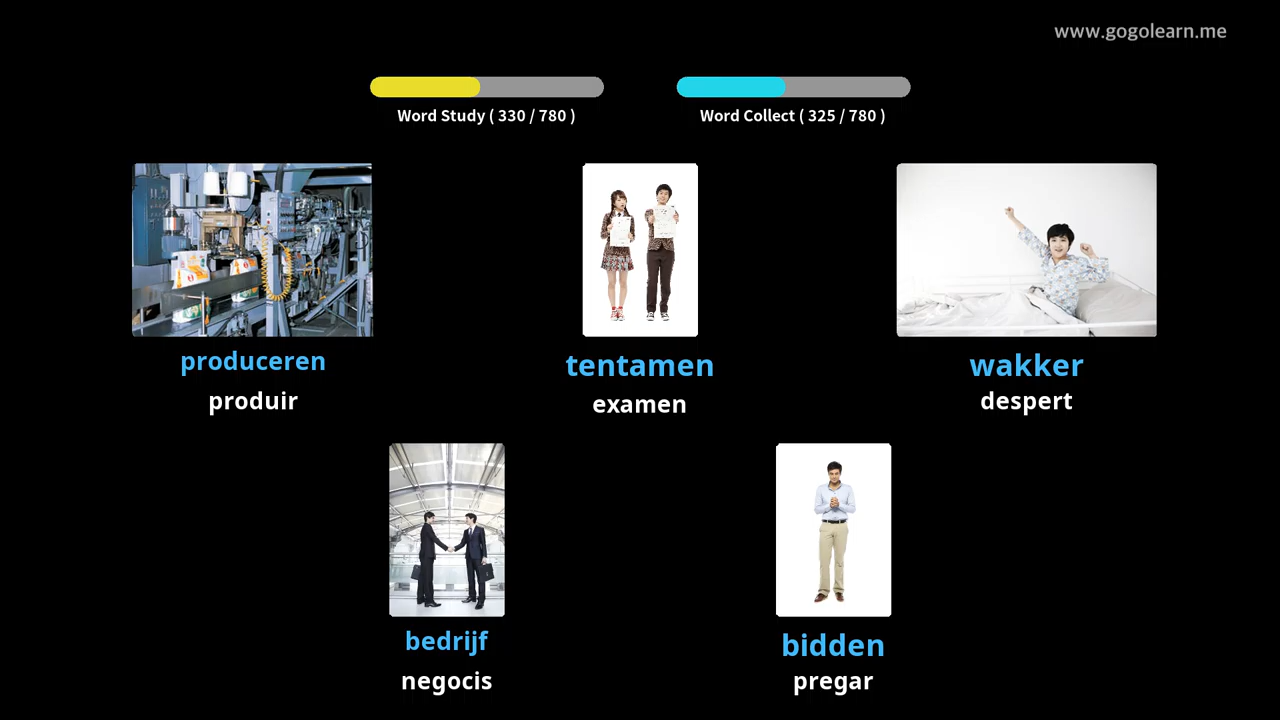 www.gogolearn.me
Word Study ( 330 / 780 )
Word Collect ( 325 / 780 )
produceren
produir
tentamen
examen
wakker
despert
bedrijf
negocis
bidden
pregar